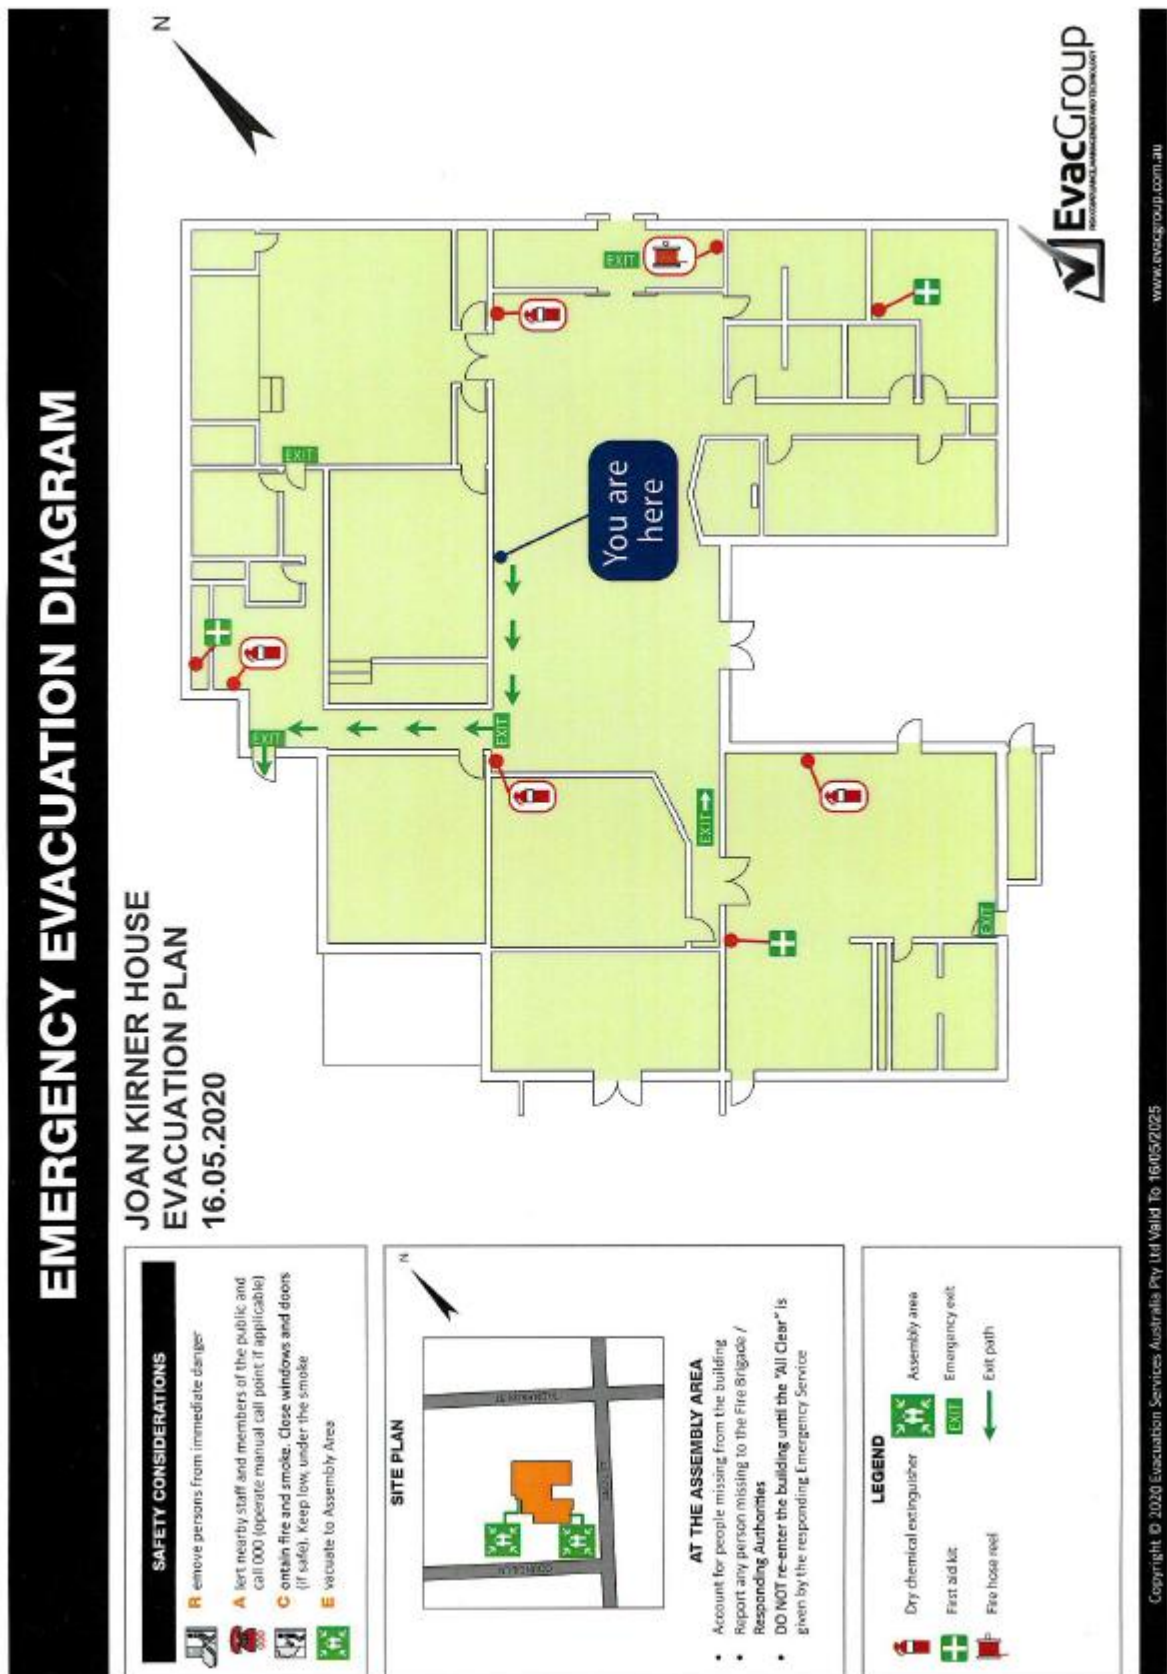 EMERGENCY EVACUATION DIAGRAM
JOAN KIRNER HOUSE
EVACUATION PLAN
16.05.2020
N
SAFETY CONSIDERATIONS
R emove persons from immediate danger
A lert nearby staff and members of the public and
call 000 (operate manual call point if applicable)
C ontain fire and smoke. Close windows and doors
(if safe). Keep low, under the smoke
E vacuate to Assembly Area
SITE PLAN
N
AT THE ASSEMBLY AREA
• Account for people missing from the building
• Report any person missing to the Fire Brigade /
Responding Authorities
• DO NOT re-enter the building until the "All Clear" is
given by the responding Emergency Service
LEGEND
Dry chemical extinguisher
First aid kit
Fire hose reel
Assembly area
EXIT Emergency exit
Exit path
EXIT
EXIT
EXIT
EXIT
EXIT
EXIT
You are
here
EvacGroup
Copyright © 2020 Evacuation Services Australia Pty Ltd Valid To 16/05/2025
www.evacgroup.com.au